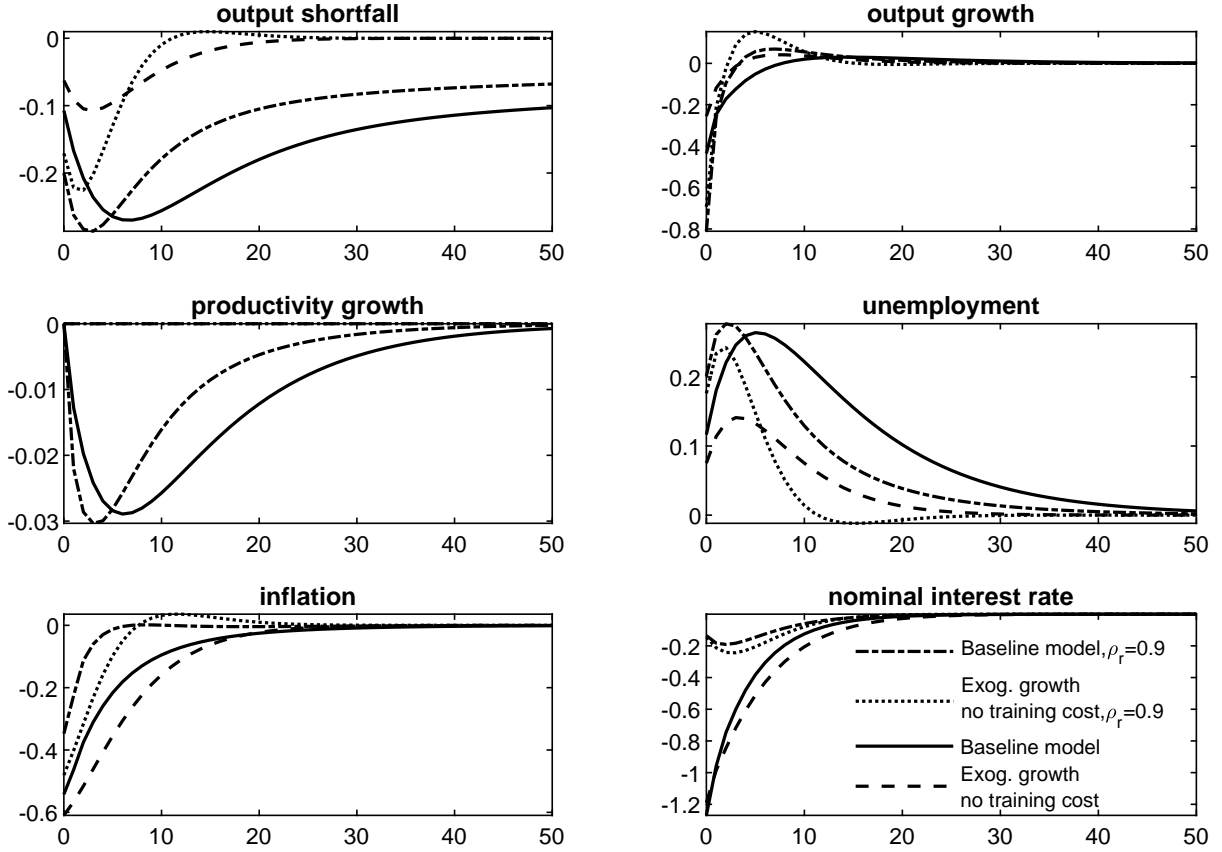 output shortfall
0
-0.1
-0.2
0 10 20 30 40 50
output growth
0
-0.2
-0.4
-0.6
-0.8
0 10 20 30 40 50
productivity growth
0
-0.01
-0.02
-0.03
0 10 20 30 40 50
unemployment
0.2
0.1
0
0 10 20 30 40 50
inflation
0
-0.2
-0.4
-0.6
0 10 20 30 40 50
nominal interest rate
-0.2
-0.4
-0.6
-0.8
-1
-1.2
0 10 20 30 40 50
Baseline model,ρr=0.9
Exog. growth
no training cost,ρr=0.9
Baseline model
Exog. growth
no training cost